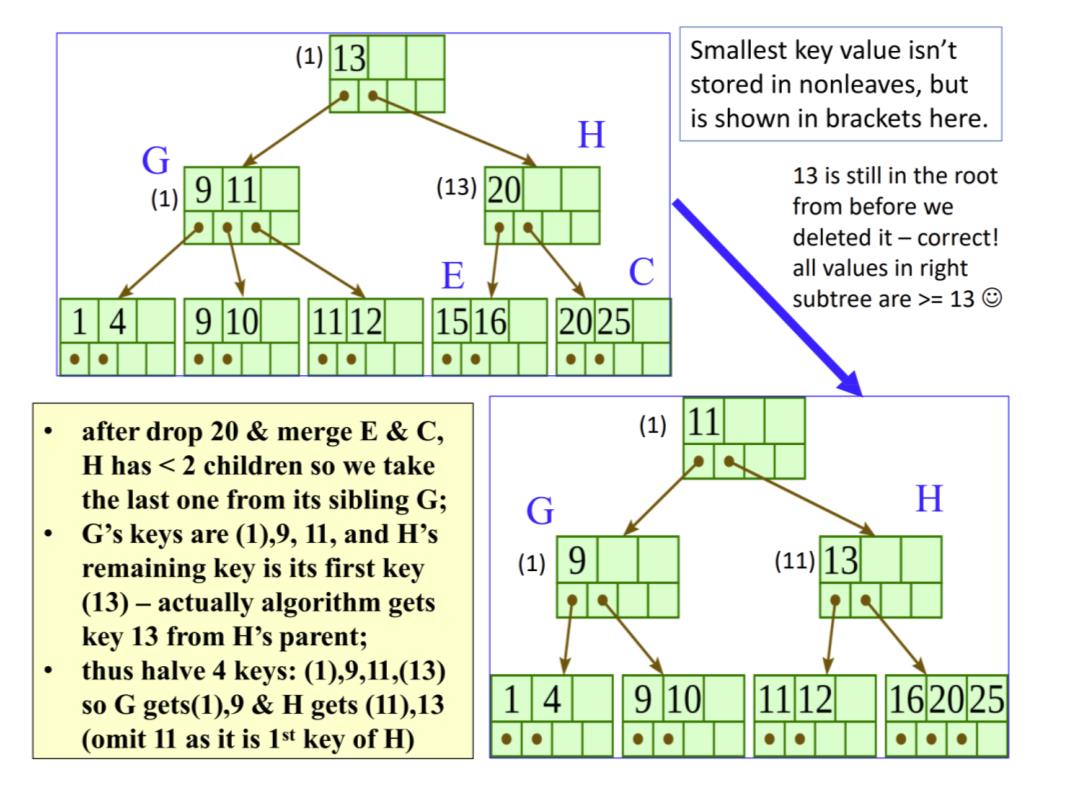 (1) 13
Smallest key value isn't
stored in nonleaves, but
is shown in brackets here.
G
H
(1) 9 11
(13) 20
13 is still in the root
from before we
deleted it – correct!
all values in right
subtree are >= 13 ☺
E
C
1 4
9 10
11 12
15 16
20 25
• after drop 20 & merge E & C,
H has < 2 children so we take
the last one from its sibling G;
• G's keys are (1),9, 11, and H's
remaining key is its first key
(13) – actually algorithm gets
key 13 from H's parent;
• thus halve 4 keys: (1),9,11,(13)
so G gets(1),9 & H gets (11),13
(omit 11 as it is 1st key of H)
(1) 11
G
H
(1) 9
(11) 13
1 4
9 10
11 12
16 20 25